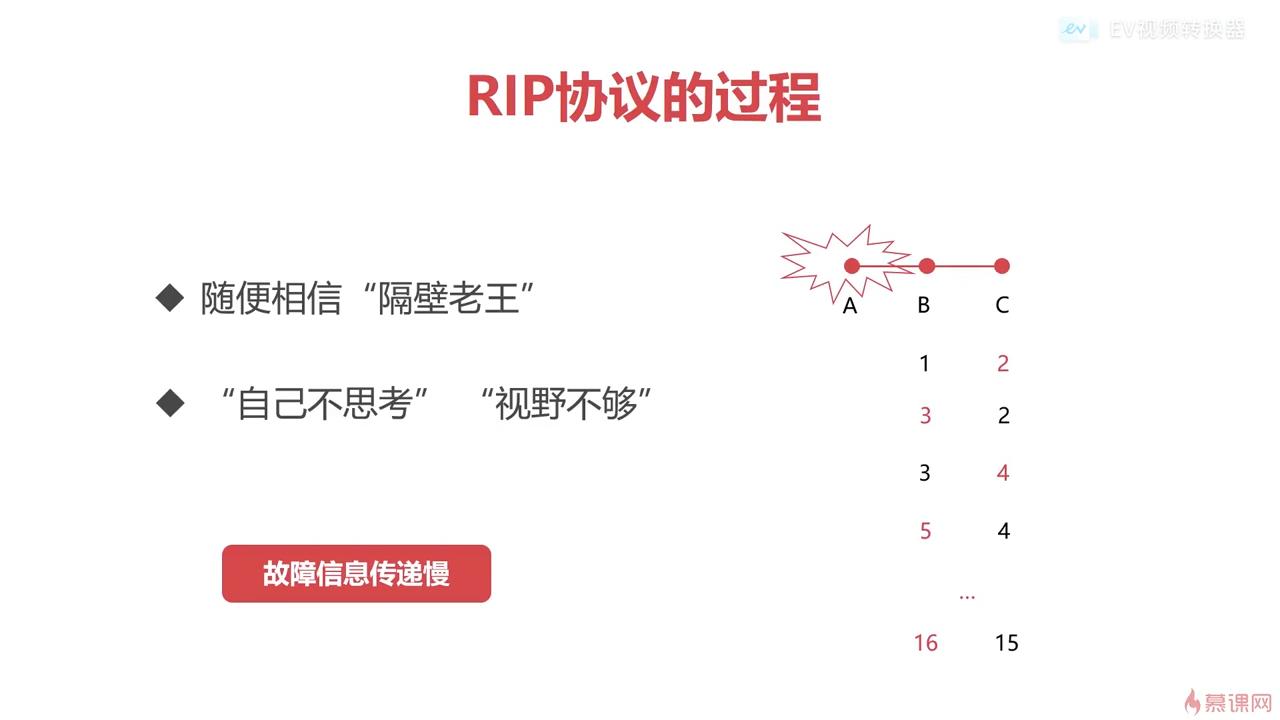 EV视频转换器
RIP协议的过程
随便相信“隔壁老王”
“自己不思考” “视野不够”
故障信息传递慢
A B C
1 2
3 2
3 4
5 4
...
16 15
慕课网